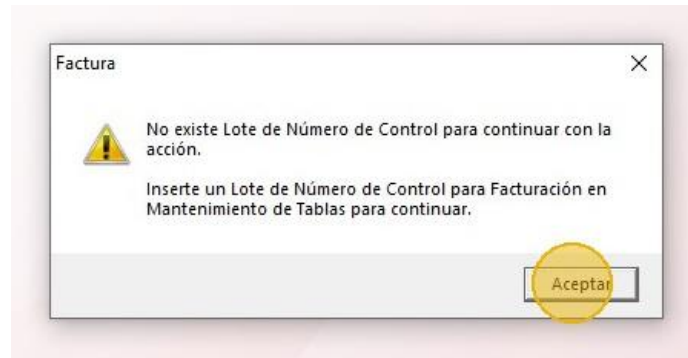 Factura
No existe Lote de Número de Control para continuar con la
acción.
Inserte un Lote de Número de Control para Facturación en
Mantenimiento de Tablas para continuar.
Aceptar